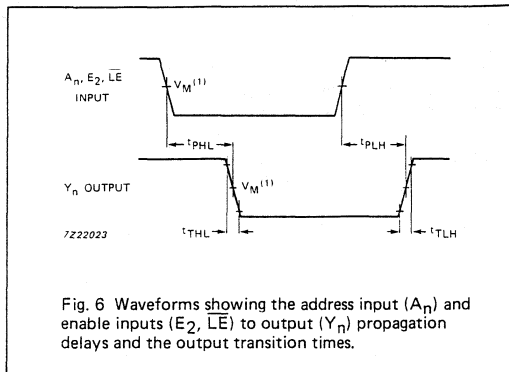 Aₙ, E₂, L̅E̅
INPUT
V_M⁽¹⁾
t_PHL
t_PLH
Yₙ OUTPUT
V_M⁽¹⁾
7Z22023
t_THL
t_TLH
Fig. 6 Waveforms showing the address input (Aₙ) and
enable inputs (E₂, L̅E̅) to output (Yₙ) propagation
delays and the output transition times.